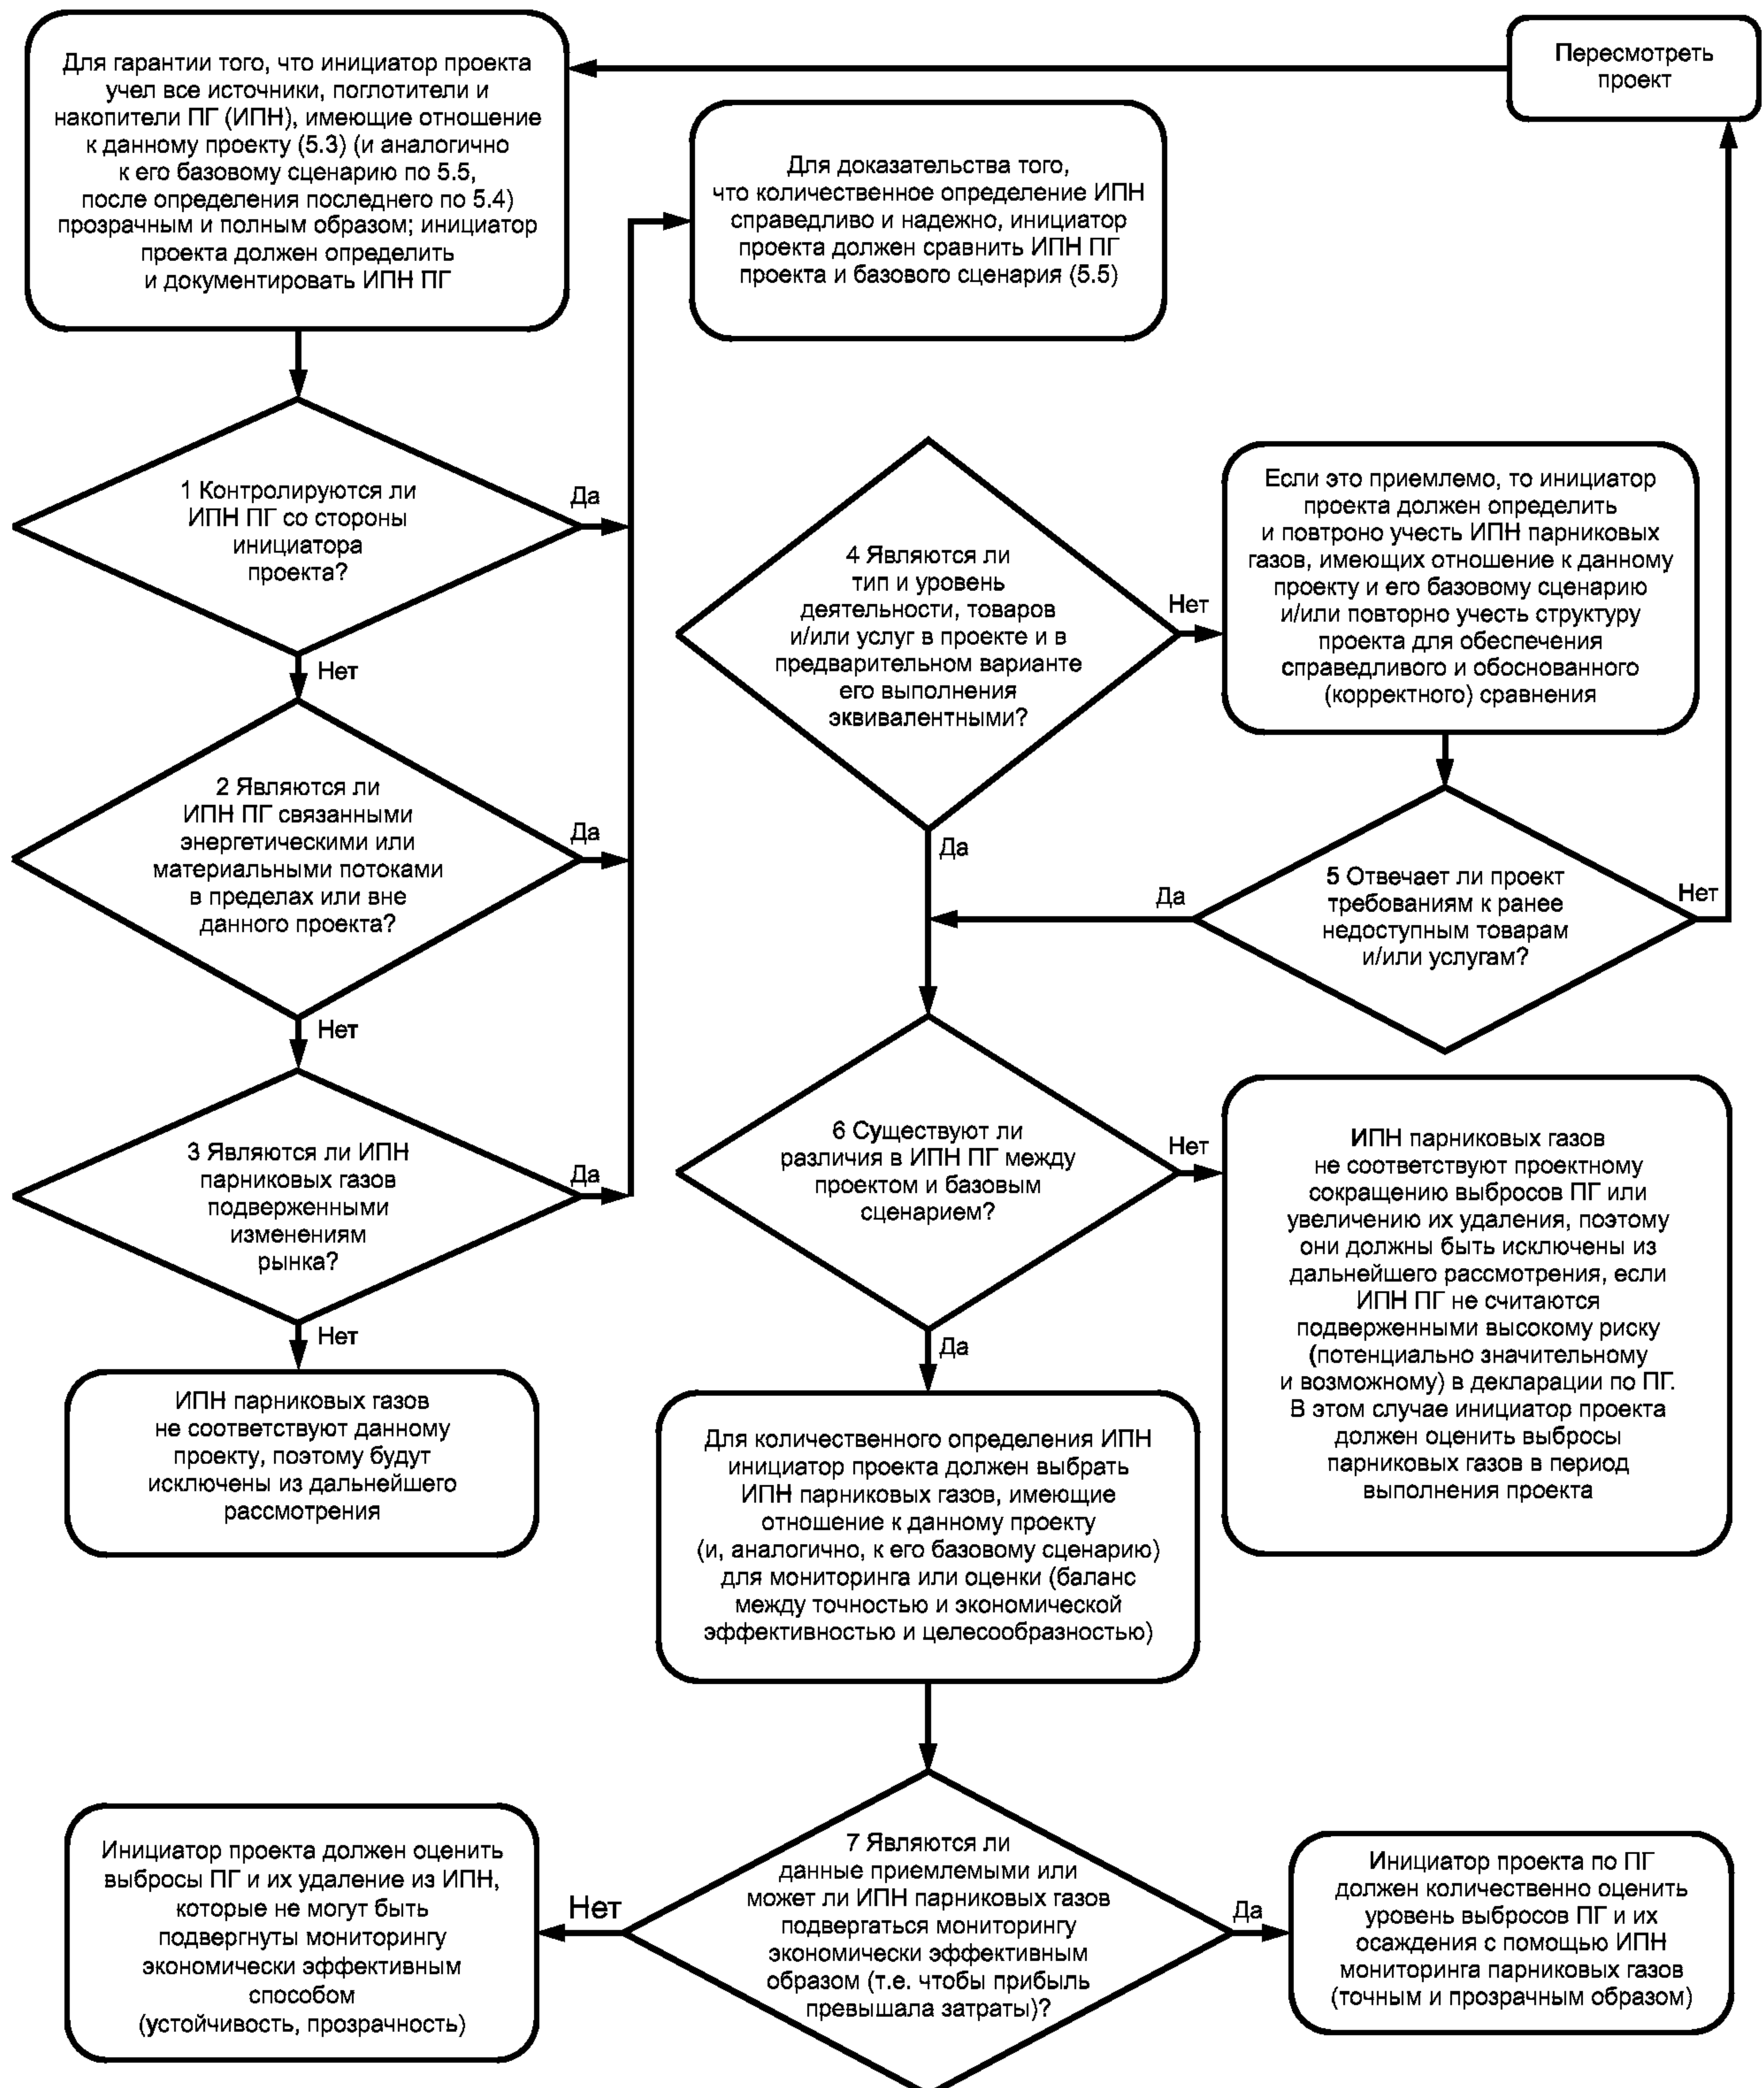 Для гарантии того, что инициатор проекта
учел все источники, поглотители и
накопители ПГ (ИПН), имеющие отношение
к данному проекту (5.3) (и аналогично
к его базовому сценарию по 5.5,
после определения последнего по 5.4)
прозрачным и полным образом; инициатор
проекта должен определить
и документировать ИПН ПГ
Пересмотреть
проект
Для доказательства того,
что количественное определение ИПН
справедливо и надежно, инициатор
проекта должен сравнить ИПН ПГ
проекта и базового сценария (5.5)
1 Контролируются ли
ИПН ПГ со стороны
инициатора
проекта?
Да
Нет
2 Являются ли
ИПН ПГ связанными
энергетическими или
материальными потоками
в пределах или вне
данного проекта?
Да
Нет
3 Являются ли ИПН
парниковых газов
подверженными
изменениям
рынка?
Да
Нет
ИПН парниковых газов
не соответствуют данному
проекту, поэтому будут
исключены из дальнейшего
рассмотрения
4 Являются ли
тип и уровень
деятельности, товаров
и/или услуг в проекте и в
предварительном варианте
его выполнения
эквивалентными?
Нет
Да
Если это приемлемо, то инициатор
проекта должен определить
и повтроно учесть ИПН парниковых
газов, имеющих отношение к данному
проекту и его базовому сценарию
и/или повторно учесть структуру
проекта для обеспечения
справедливого и обоснованного
(корректного) сравнения
5 Отвечает ли проект
требованиям к ранее
недоступным товарам
и/или услугам?
Да
Нет
6 Существуют ли
различия в ИПН ПГ между
проектом и базовым
сценарием?
Нет
Да
ИПН парниковых газов
не соответствуют проектному
сокращению выбросов ПГ или
увеличению их удаления, поэтому
они должны быть исключены из
дальнейшего рассмотрения, если
ИПН ПГ не считаются
подверженными высокому риску
(потенциально значительному
и возможному) в декларации по ПГ.
В этом случае инициатор проекта
должен оценить выбросы
парниковых газов в период
выполнения проекта
Для количественного определения ИПН
инициатор проекта должен выбрать
ИПН парниковых газов, имеющие
отношение к данному проекту
(и, аналогично, к его базовому сценарию)
для мониторинга или оценки (баланс
между точностью и экономической
эффективностью и целесообразностью)
7 Являются ли
данные приемлемыми или
может ли ИПН парниковых газов
подвергаться мониторингу
экономически эффективным
образом (т.е. чтобы прибыль
превышала затраты)?
Нет
Да
Инициатор проекта должен оценить
выбросы ПГ и их удаление из ИПН,
которые не могут быть
подвергнуты мониторингу
экономически эффективным
способом
(устойчивость, прозрачность)
Инициатор проекта по ПГ
должен количественно оценить
уровень выбросов ПГ и их
осаждения с помощью ИПН
мониторинга парниковых газов
(точным и прозрачным образом)